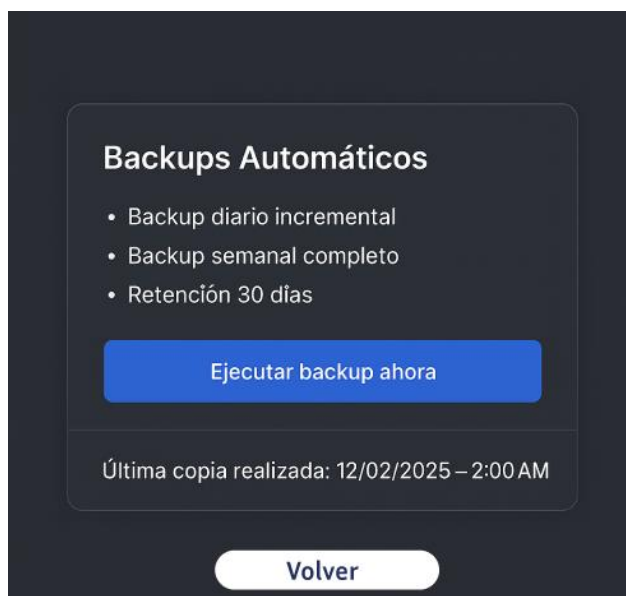 Backups Automáticos
• Backup diario incremental
• Backup semanal completo
• Retención 30 días
Ejecutar backup ahora
Última copia realizada: 12/02/2025 – 2:00 AM
Volver